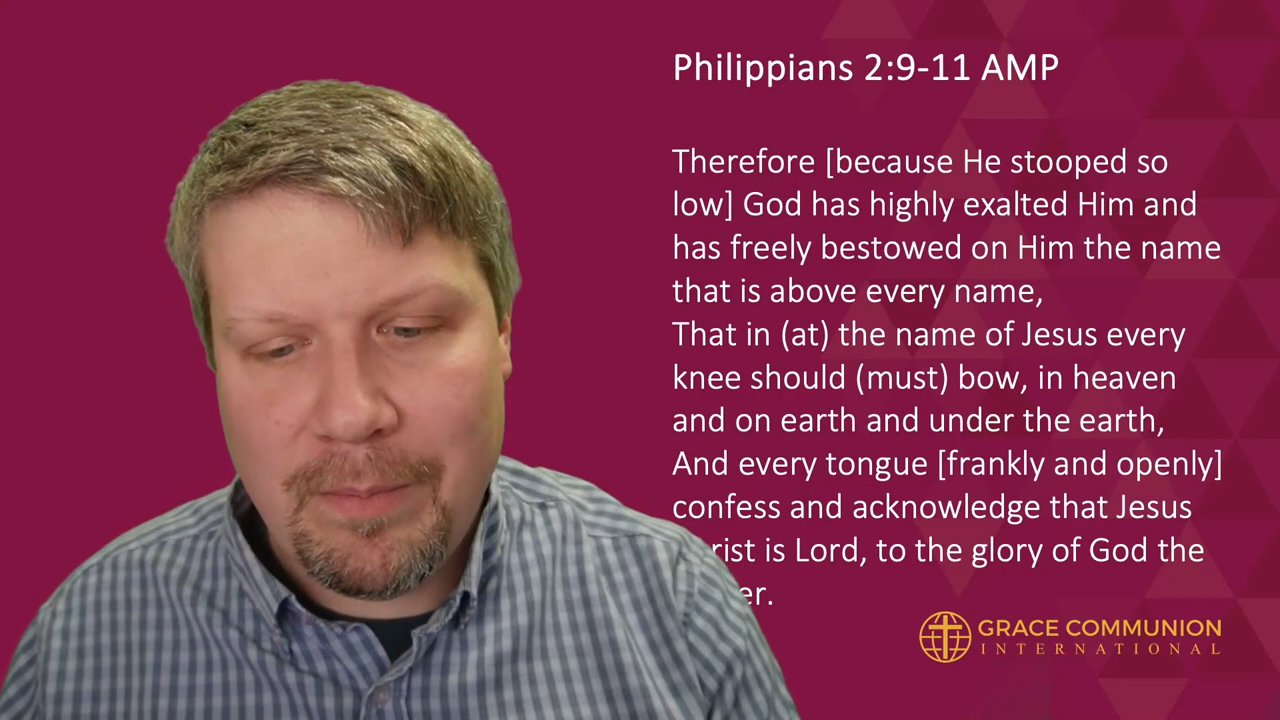 Philippians 2:9-11 AMP
Therefore [because He stooped so
low] God has highly exalted Him and
has freely bestowed on Him the name
that is above every name,
That in (at) the name of Jesus every
knee should (must) bow, in heaven
and on earth and under the earth,
And every tongue [frankly and openly]
confess and acknowledge that Jesus
is Lord, to the glory of God the
GRACE COMMUNION
INTERNATIONAL